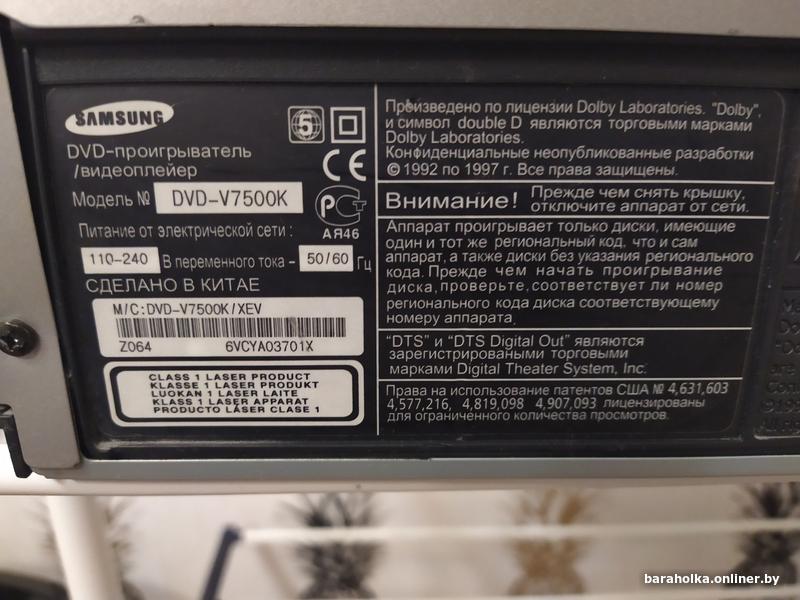 SAMSUNG
5
DVD-проигрыватель
/видеоплейер
CE
Модель № DVD-V7500K
РСТ
АЯ46
Питание от электрической сети :
110-240 В переменного тока - 50/60 Гц
СДЕЛАНО В КИТАЕ
M/C:DVD-V7500K/XEV
Z064 6VCYA03701X
CLASS 1 LASER PRODUCT
KLASSE 1 LASER PRODUKT
LUOKAN 1 LASER LAITE
KLASS 1 LASER APPARAT
PRODUCTO LÁSER CLASE 1
Произведено по лицензии Dolby Laboratories. "Dolby",
и символ double D являются торговыми марками
Dolby Laboratories.
Конфиденциальные неопубликованные разработки
© 1992 по 1997 г. Все права защищены.
Внимание! Прежде чем снять крышку,
отключите аппарат от сети.
Аппарат проигрывает только диски, имеющие
один и тот же региональный код, что и сам
аппарат, а также диски без указания регионального
кода. Прежде чем начать проигрывание
диска, проверьте, соответствует ли номер
регионального кода диска соответствующему
номеру аппарата.
"DTS" и "DTS Digital Out" являются
зарегистрироваными торговыми
марками Digital Theater System, Inc.
Права на использование патентов США № 4,631,603
4,577,216, 4,819,098 4,907,093 лицензированы
для ограниченного количества просмотров.
baraholka.onliner.by